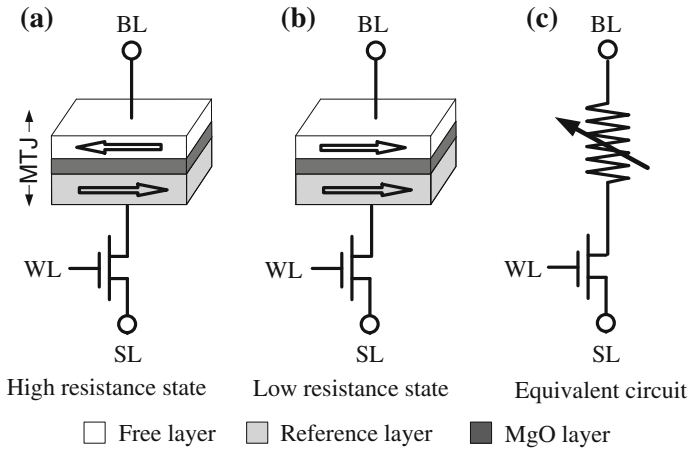 (a)
BL
MTJ
WL
SL
High resistance state
(b)
BL
WL
SL
Low resistance state
(c)
BL
WL
SL
Equivalent circuit
Free layer
Reference layer
MgO layer